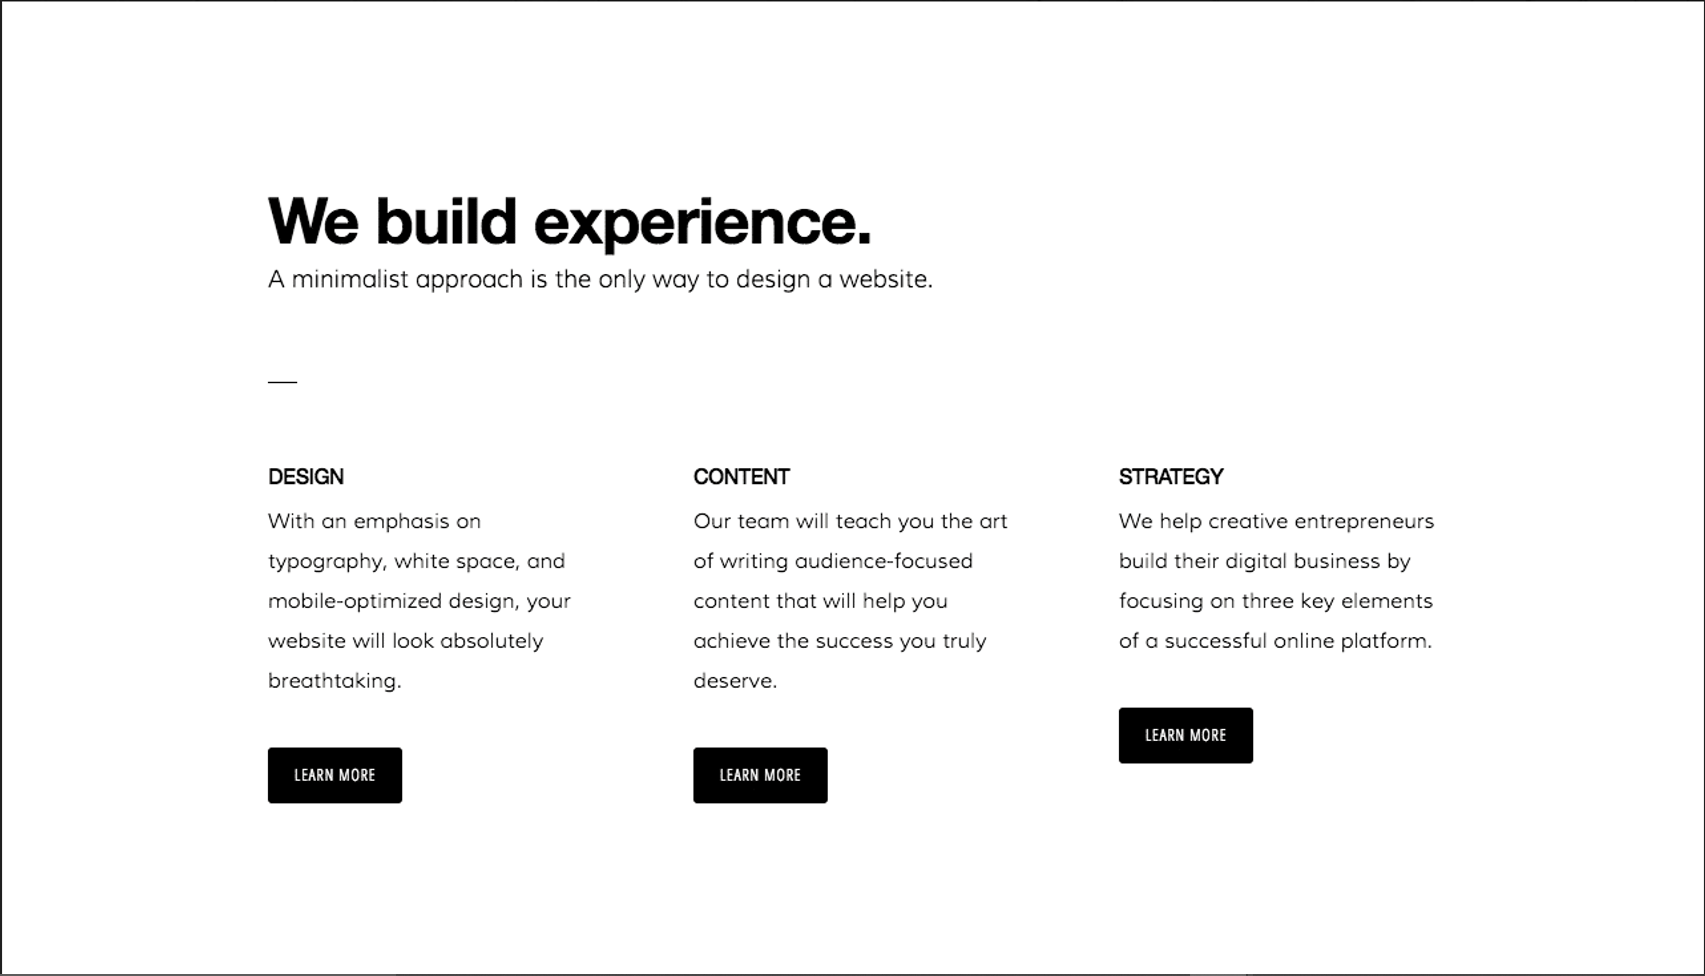 We build experience.
A minimalist approach is the only way to design a website.
DESIGN
With an emphasis on
typography, white space, and
mobile-optimized design, your
website will look absolutely
breathtaking.
LEARN MORE
CONTENT
Our team will teach you the art
of writing audience-focused
content that will help you
achieve the success you truly
deserve.
LEARN MORE
STRATEGY
We help creative entrepreneurs
build their digital business by
focusing on three key elements
of a successful online platform.
LEARN MORE